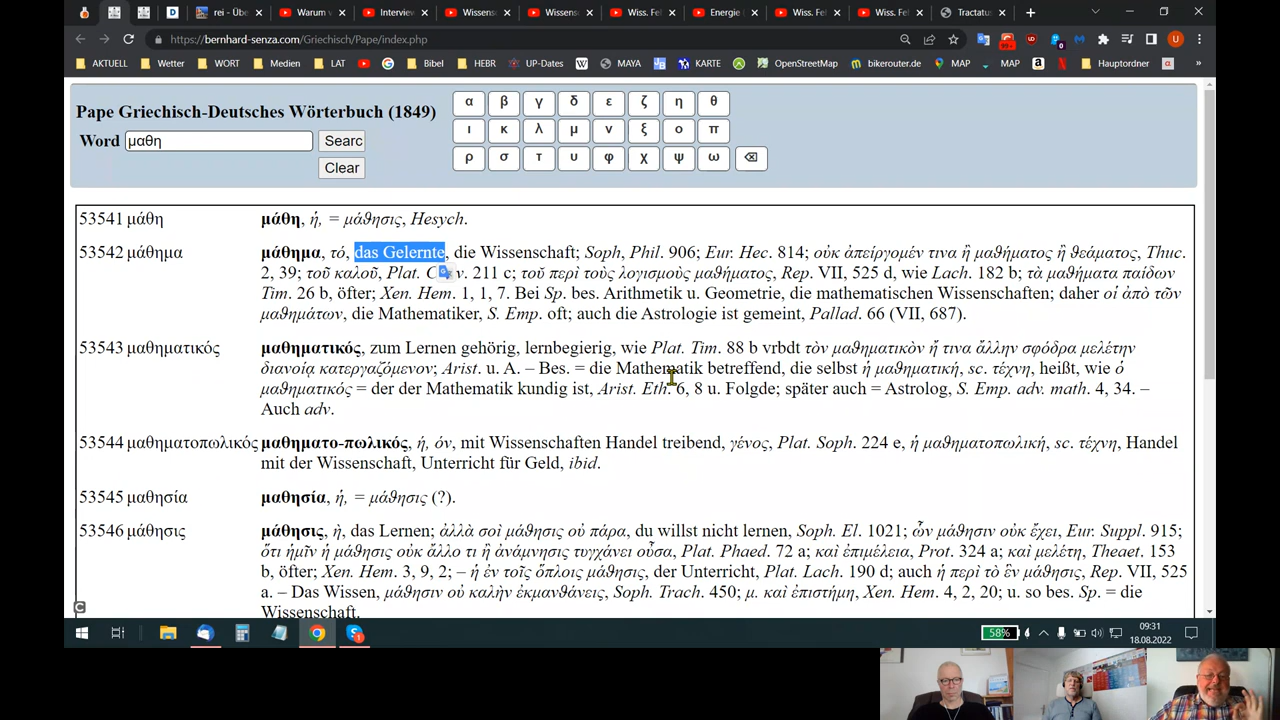 rei - Übe
Warum v
Interview
Wissens
Wissens
Wiss. Fel
Energie (
Wiss. Fel
Wiss. Fel
Tractatu
https://bernhard-senza.com/Griechisch/Pape/index.php
AKTUELL Wetter WORT Medien LAT Bibel HEBR UP-Dates MAYA KARTE OpenStreetMap bikerouter.de MAP MAP Hauptordner »
Pape Griechisch-Deutsches Wörterbuch (1849)
α β γ δ ε ζ η θ
Word μαθη Searc
ι κ λ μ ν ξ ο π
Clear
ρ σ τ υ φ χ ψ ω
53541 μάθη μάθη, ἡ, = μάθησις, Hesych.
53542 μάθημα μάθημα, τό, das Gelernte, die Wissenschaft; Soph, Phil. 906; Eur. Hec. 814; οὐκ ἀπείργομέν τινα ἢ μαθήματος ἢ θεάματος, Thuc.
2, 39; τοῦ καλοῦ, Plat. C v. 211 c; τοῦ περὶ τοὺς λογισμοὺς μαθήματος, Rep. VII, 525 d, wie Lach. 182 b; τὰ μαθήματα παίδων
Tim. 26 b, öfter; Xen. Hem. 1, 1, 7. Bei Sp. bes. Arithmetik u. Geometrie, die mathematischen Wissenschaften; daher οἱ ἀπὸ τῶν
μαθημάτων, die Mathematiker, S. Emp. oft; auch die Astrologie ist gemeint, Pallad. 66 (VII, 687).
53543 μαθηματικός μαθηματικός, zum Lernen gehörig, lernbegierig, wie Plat. Tim. 88 b vrbdt τὸν μαθηματικὸν ἤ τινα ἄλλην σφόδρα μελέτην
διανοίᾳ κατεργαζόμενον; Arist. u. A. – Bes. = die Mathematik betreffend, die selbst ἡ μαθηματική, sc. τέχνη, heißt, wie ὁ
μαθηματικός = der der Mathematik kundig ist, Arist. Eth. 6, 8 u. Folgde; später auch = Astrolog, S. Emp. adv. math. 4, 34. –
Auch adv.
53544 μαθηματοπωλικός μαθηματο-πωλικός, ή, όν, mit Wissenschaften Handel treibend, γένος, Plat. Soph. 224 e, ἡ μαθηματοπωλική, sc. τέχνη, Handel
mit der Wissenschaft, Unterricht für Geld, ibid.
53545 μαθησία μαθησία, ἡ, = μάθησις (?).
53546 μάθησις μάθησις, ἡ, das Lernen; ἀλλὰ σοὶ μάθησις οὐ πάρα, du willst nicht lernen, Soph. El. 1021; ὧν μάθησιν οὐκ ἔχει, Eur. Suppl. 915;
ὅτι ἡμῖν ἡ μάθησις οὐκ ἄλλο τι ἢ ἀνάμνησις τυγχάνει οὖσα, Plat. Phaed. 72 a; καὶ ἐπιμέλεια, Prot. 324 a; καὶ μελέτη, Theaet. 153
b, öfter; Xen. Hem. 3, 9, 2; – ἡ ἐν τοῖς ὅπλοις μάθησις, der Unterricht, Plat. Lach. 190 d; auch ἡ περὶ τὸ ἓν μάθησις, Rep. VII, 525
a. – Das Wissen, μάθησιν οὐ καλὴν ἐκμανθάνεις, Soph. Trach. 450; μ. καὶ ἐπιστήμη, Xen. Hem. 4, 2, 20; u. so bes. Sp. = die
Wissenschaft.
58%
09:31
18.08.2022